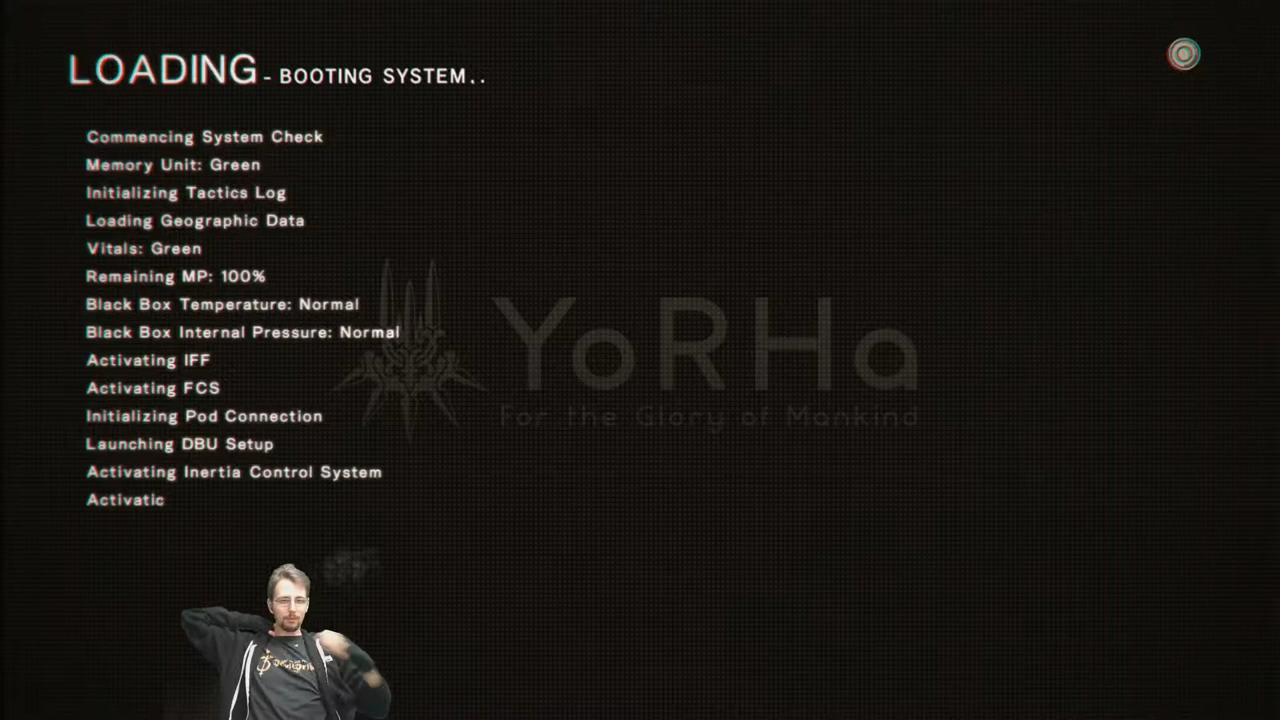 LOADING - BOOTING SYSTEM..
Commencing System Check
Memory Unit: Green
Initializing Tactics Log
Loading Geographic Data
Vitals: Green
Remaining MP: 100%
Black Box Temperature: Normal
Black Box Internal Pressure: Normal
Activating IFF
Activating FCS
Initializing Pod Connection
Launching DBU Setup
Activating Inertia Control System
Activatic
YoRHa
For the Glory of Mankind